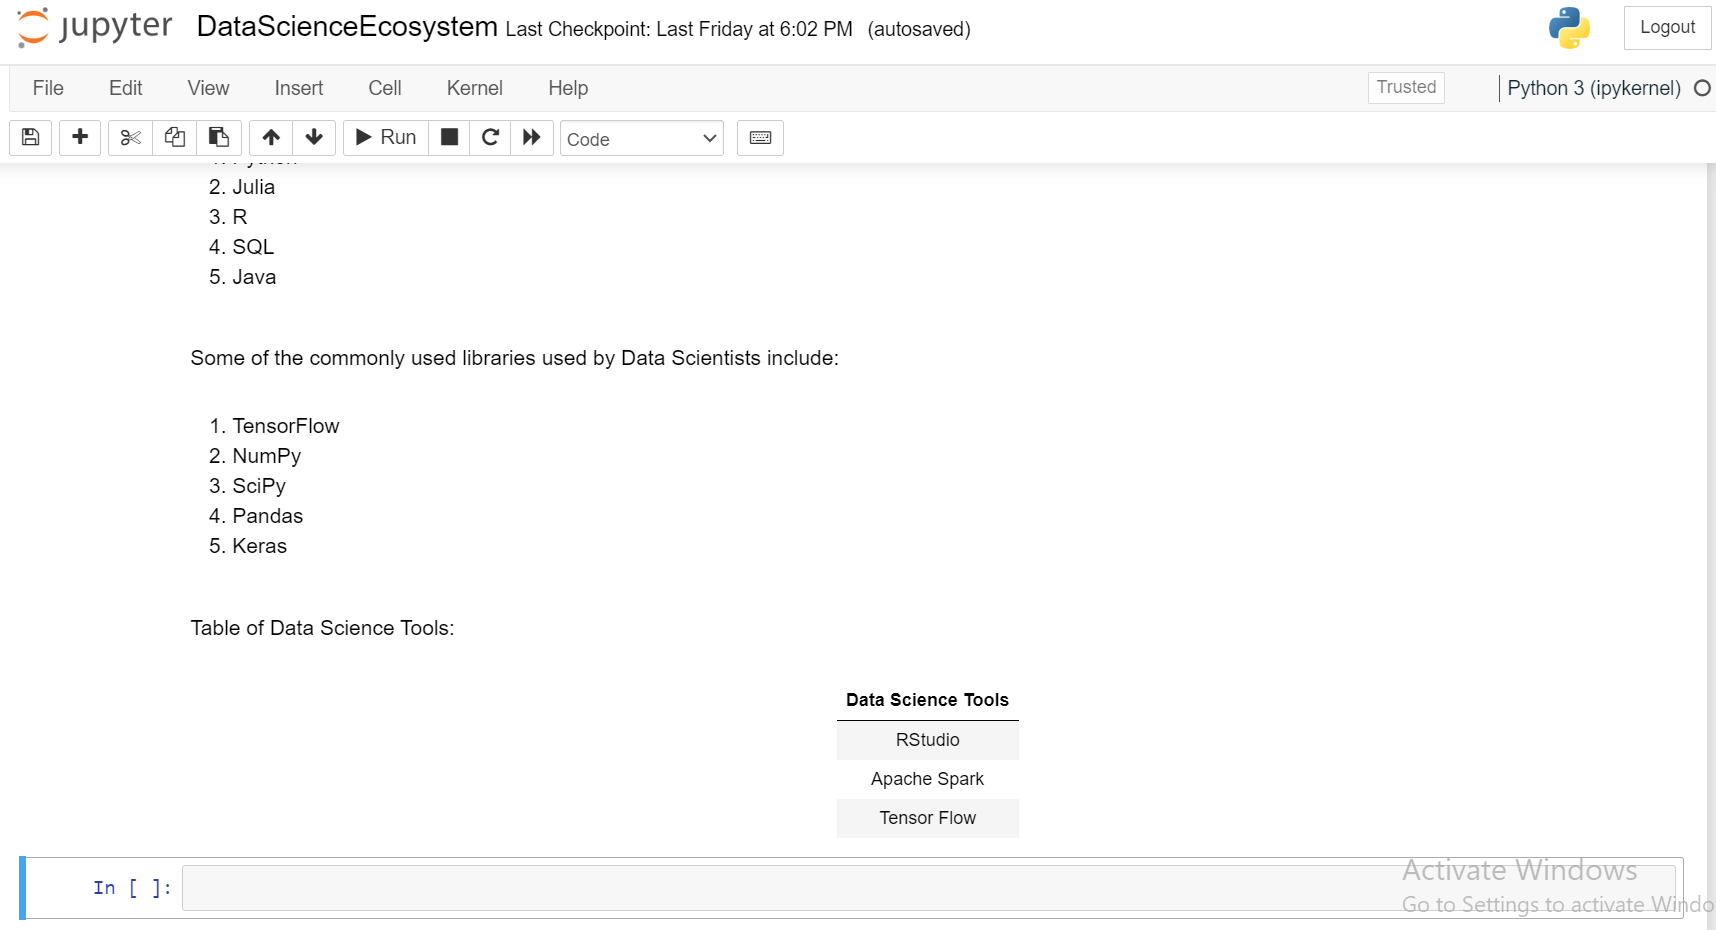 jupyter DataScienceEcosystem Last Checkpoint: Last Friday at 6:02 PM (autosaved)
Logout
File Edit View Insert Cell Kernel Help
Trusted
Python 3 (ipykernel)
Run
Code
2. Julia
3. R
4. SQL
5. Java
Some of the commonly used libraries used by Data Scientists include:
1. TensorFlow
2. NumPy
3. SciPy
4. Pandas
5. Keras
Table of Data Science Tools:
Data Science Tools
RStudio
Apache Spark
Tensor Flow
In [ ]:
Activate Windows
Go to Settings to activate Windo